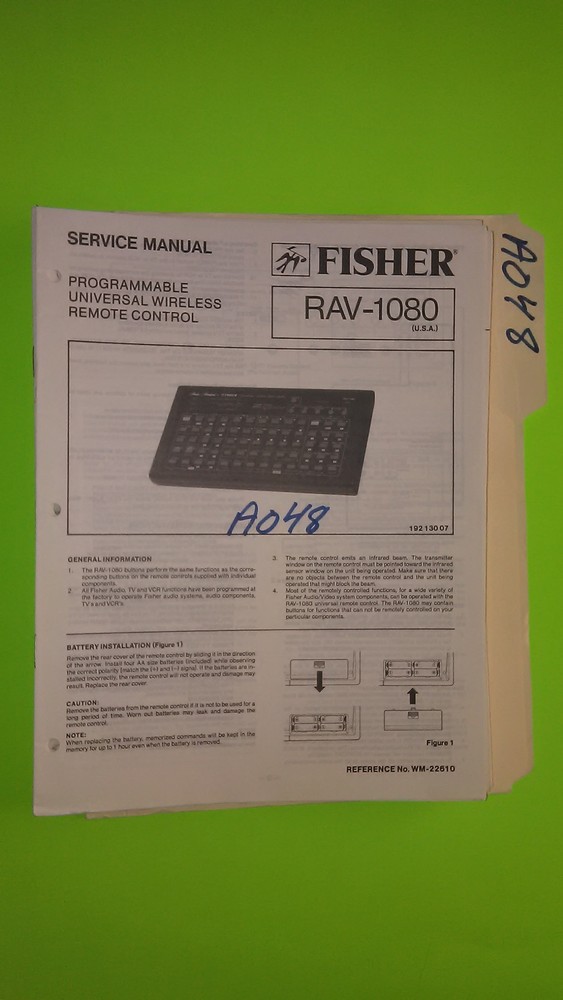 SERVICE MANUAL
FISHER®
PROGRAMMABLE
UNIVERSAL WIRELESS
REMOTE CONTROL
RAV-1080
(U.S.A.)
A048
A048
192 130 07
GENERAL INFORMATION
1. The RAV-1080 buttons perform the same functions as the corre-
sponding buttons on the remote controls supplied with individual
components.
2. All Fisher Audio, TV and VCR functions have been programmed at
the factory to operate Fisher audio systems, audio components,
TV's and VCR's.
3. The remote control emits an infrared beam. The transmitter
window on the remote control must be pointed toward the infrared
sensor window on the unit being operated. Make sure that there
are no objects between the remote control and the unit being
operated that might block the beam.
4. Most of the remotely controlled functions, for a wide variety of
Fisher Audio/Video system components, can be operated with the
RAV-1080 universal remote control. The RAV-1080 may contain
buttons for functions that can not be remotely controlled on your
particular components.
BATTERY INSTALLATION (Figure 1)
Remove the rear cover of the remote control by sliding it in the direction
of the arrow. Install four AA size batteries (included) while observing
the correct polarity [match the (+) and (–) signs]. If the batteries are in-
stalled incorrectly, the remote control will not operate and damage may
result. Replace the rear cover.
CAUTION:
Remove the batteries from the remote control if it is not to be used for a
long period of time. Worn out batteries may leak and damage the
remote control.
NOTE:
When replacing the battery, memorized commands will be kept in the
memory for up to 1 hour even when the battery is removed.
Figure 1
REFERENCE No. WM-22610